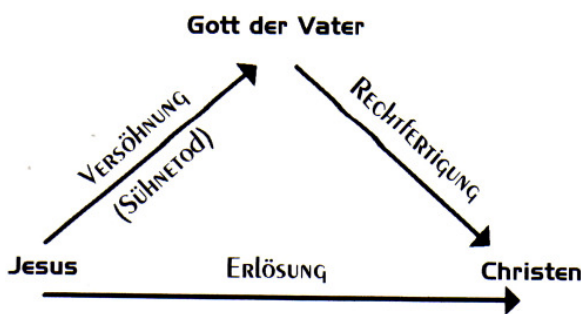 Gott der Vater
Versöhnung
(Sühnetod)
Rechtfertigung
Jesus
Erlösung
Christen